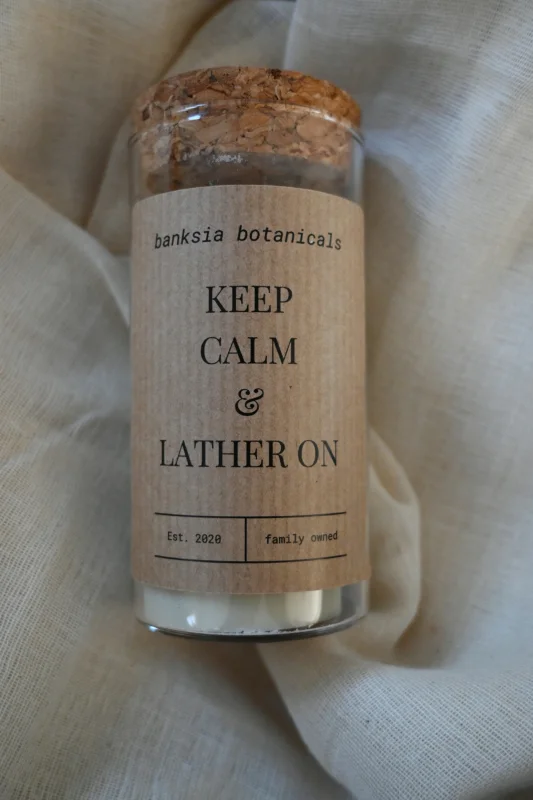 banksia botanicals
KEEP
CALM
&
LATHER ON
Est. 2020
family owned